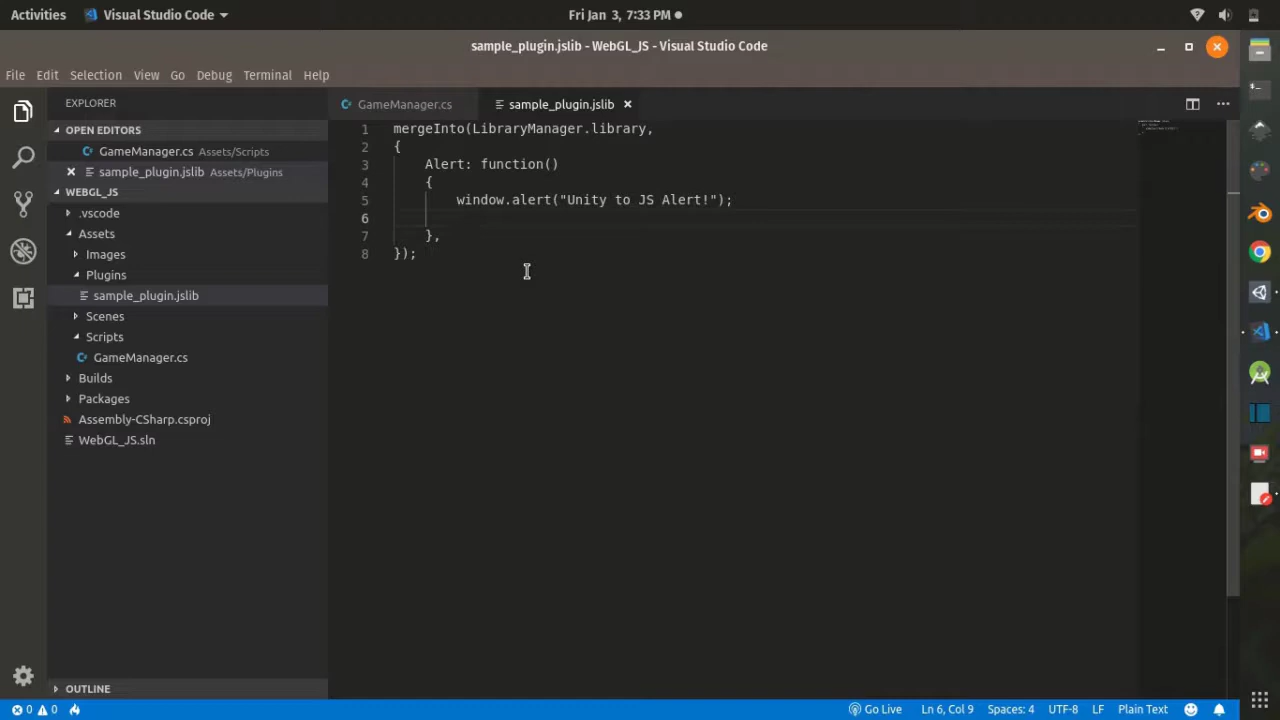 Activities Visual Studio Code Fri Jan 3, 7:33 PM
sample_plugin.jslib - WebGL_JS - Visual Studio Code
File Edit Selection View Go Debug Terminal Help
EXPLORER
OPEN EDITORS
GameManager.cs Assets/Scripts
sample_plugin.jslib Assets/Plugins
WEBGL_JS
.vscode
Assets
Images
Plugins
sample_plugin.jslib
Scenes
Scripts
GameManager.cs
Builds
Packages
Assembly-CSharp.csproj
WebGL_JS.sln
OUTLINE
GameManager.cs sample_plugin.jslib
1 mergeInto(LibraryManager.library,
2 {
3 Alert: function()
4 {
5 window.alert("Unity to JS Alert!");
6
7 },
8 });
0 0 Go Live Ln 6, Col 9 Spaces: 4 UTF-8 LF Plain Text